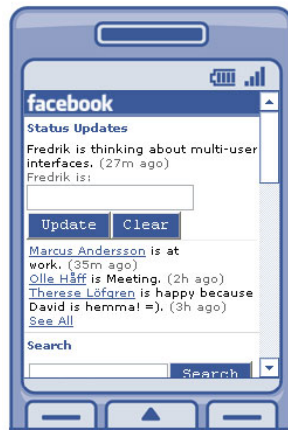 facebook
Status Updates
Fredrik is thinking about multi-user
interfaces. (27m ago)
Fredrik is:
Update Clear
Marcus Andersson is at
work. (35m ago)
Olle Håff is Meeting. (2h ago)
Therese Löfgren is happy because
David is hemma! =). (3h ago)
See All
Search
Search